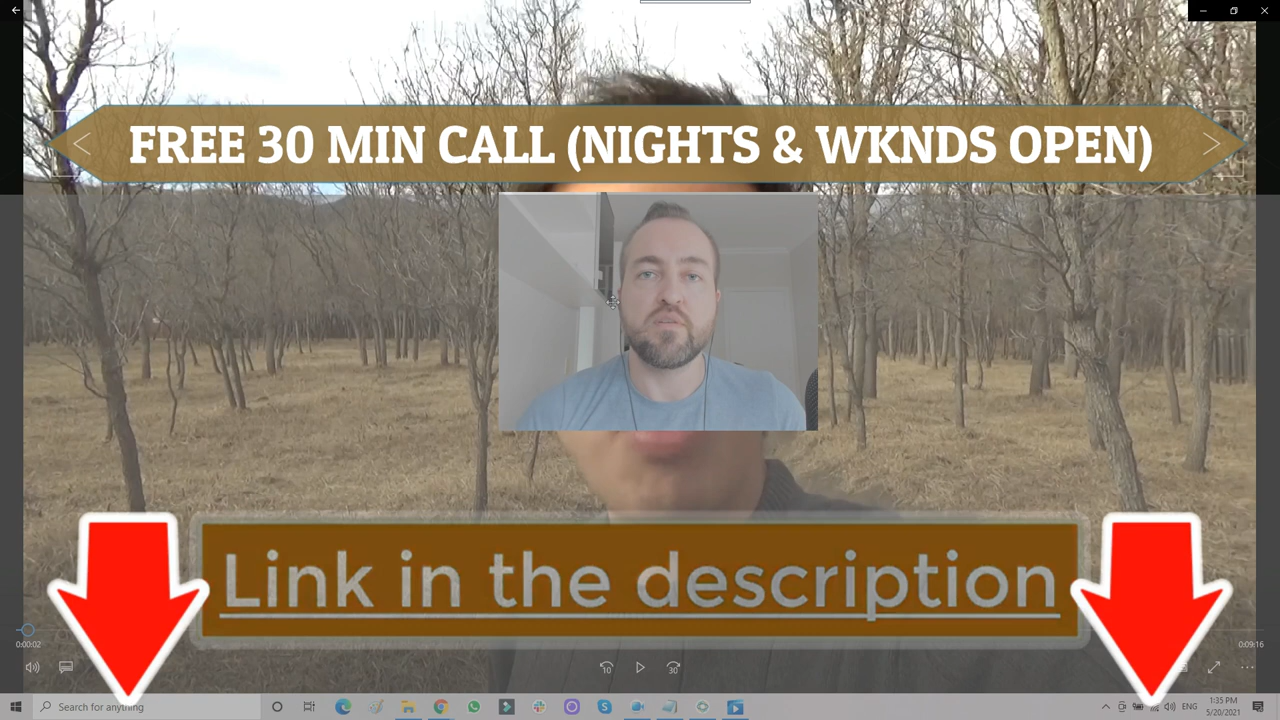 FREE 30 MIN CALL (NIGHTS & WKNDS OPEN)
Link in the description
0:00:02
0:09:16
10
30
Search for anything
ENG
1:35 PM
5/20/2021